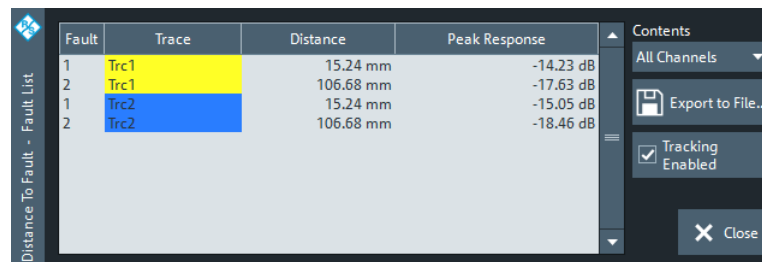 R&S
Distance To Fault - Fault List
Fault Trace Distance Peak Response
1 Trc1 15.24 mm -14.23 dB
2 Trc1 106.68 mm -17.63 dB
1 Trc2 15.24 mm -15.05 dB
2 Trc2 106.68 mm -18.46 dB
Contents
All Channels
Export to File..
Tracking
Enabled
Close